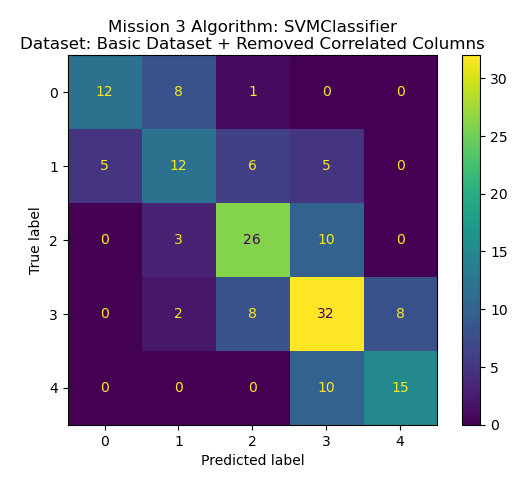 Mission 3 Algorithm: SVMClassifier
Dataset: Basic Dataset + Removed Correlated Columns
0 12 8 1 0 0
1 5 12 6 5 0
2 0 3 26 10 0
3 0 2 8 32 8
4 0 0 0 10 15
0 1 2 3 4
Predicted label
True label
30
25
20
15
10
5
0